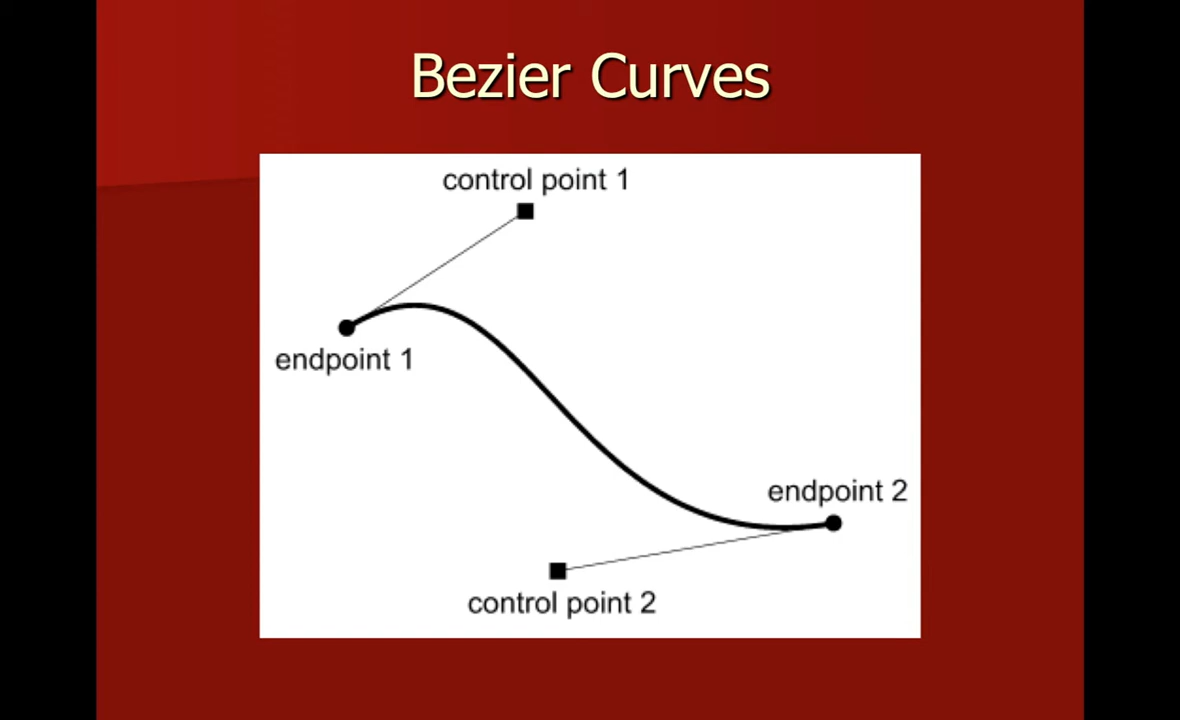 Bezier Curves
control point 1
endpoint 1
endpoint 2
control point 2